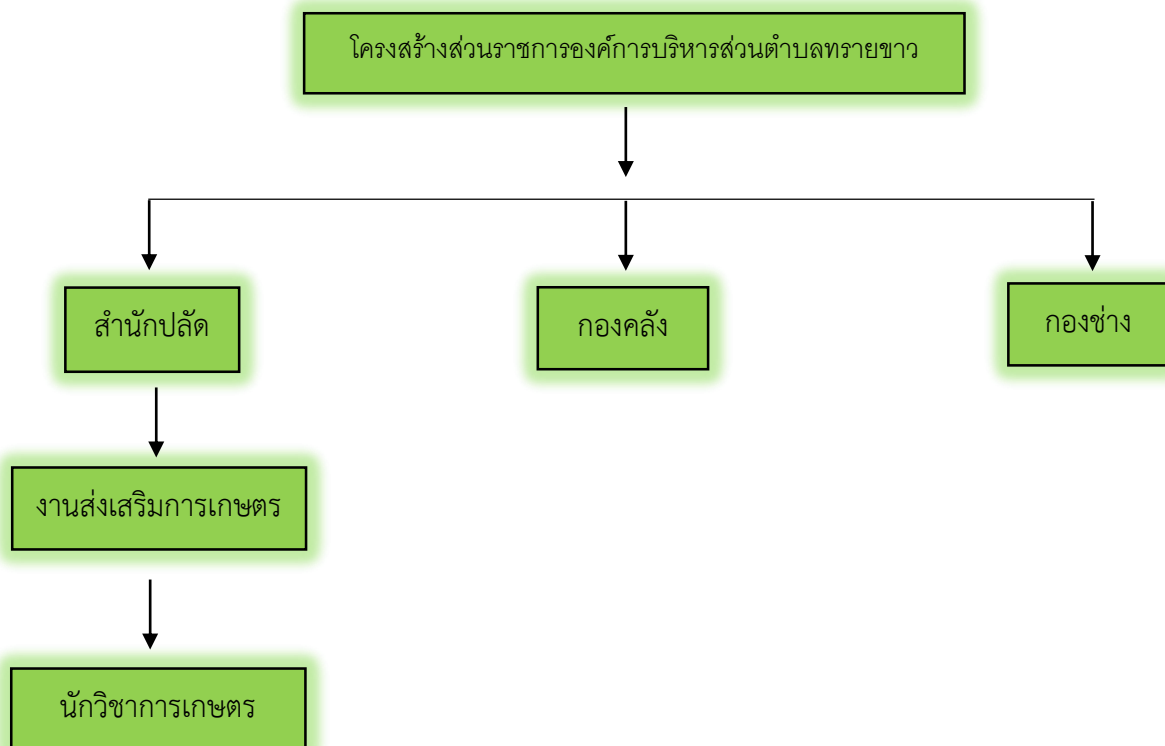 โครงสร้างส่วนราชการองค์การบริหารส่วนตำบลทรายขาว
สำนักปลัด
กองคลัง
กองช่าง
งานส่งเสริมการเกษตร
นักวิชาการเกษตร